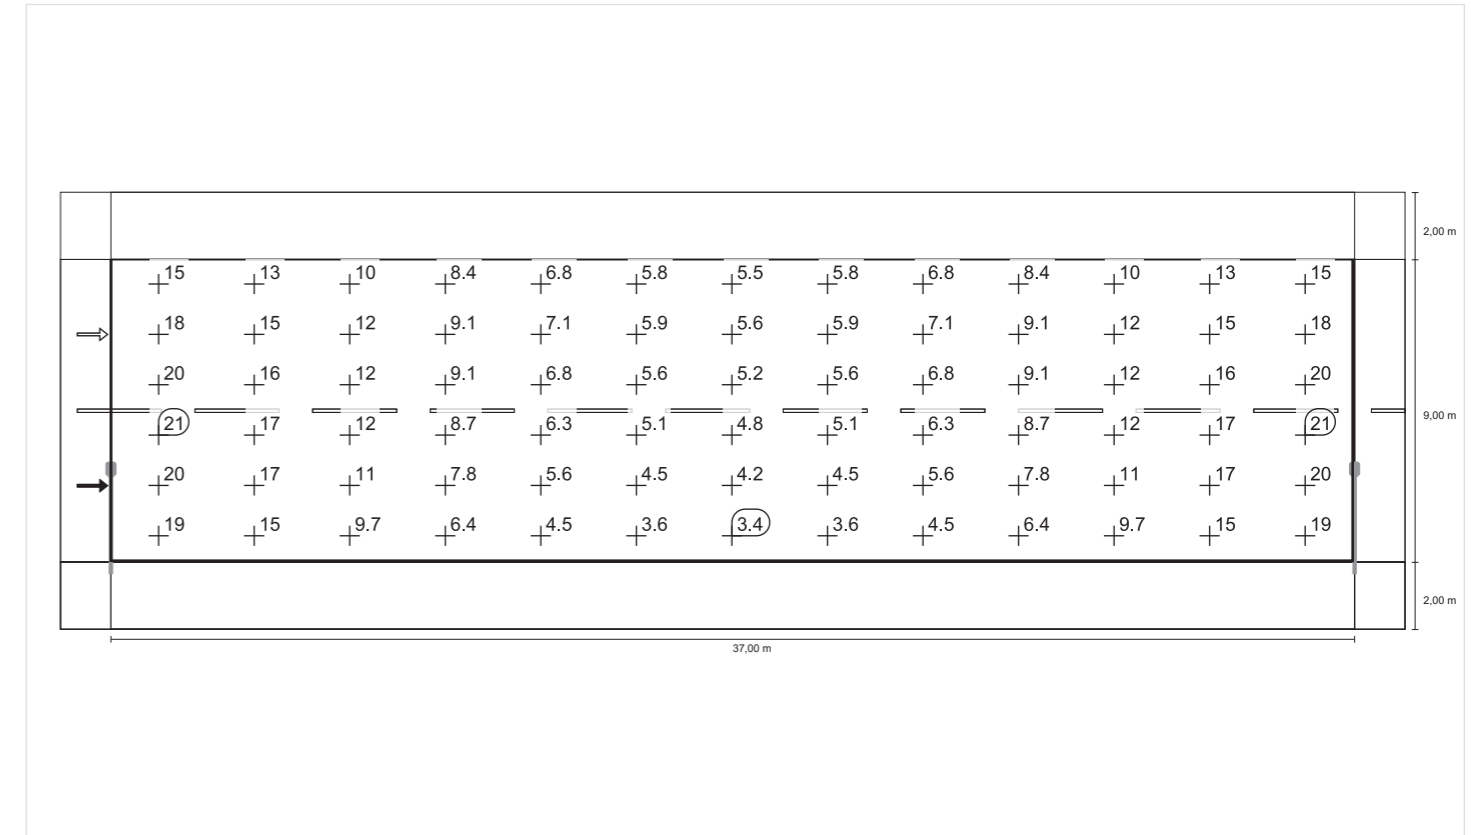 2,00 m
15 13 10 8.4 6.8 5.8 5.5 5.8 6.8 8.4 10 13 15
18 15 12 9.1 7.1 5.9 5.6 5.9 7.1 9.1 12 15 18
20 16 12 9.1 6.8 5.6 5.2 5.6 6.8 9.1 12 16 20
9,00 m
21 17 12 8.7 6.3 5.1 4.8 5.1 6.3 8.7 12 17 21
20 17 11 7.8 5.6 4.5 4.2 4.5 5.6 7.8 11 17 20
19 15 9.7 6.4 4.5 3.6 3.4 3.6 4.5 6.4 9.7 15 19
2,00 m
37,00 m